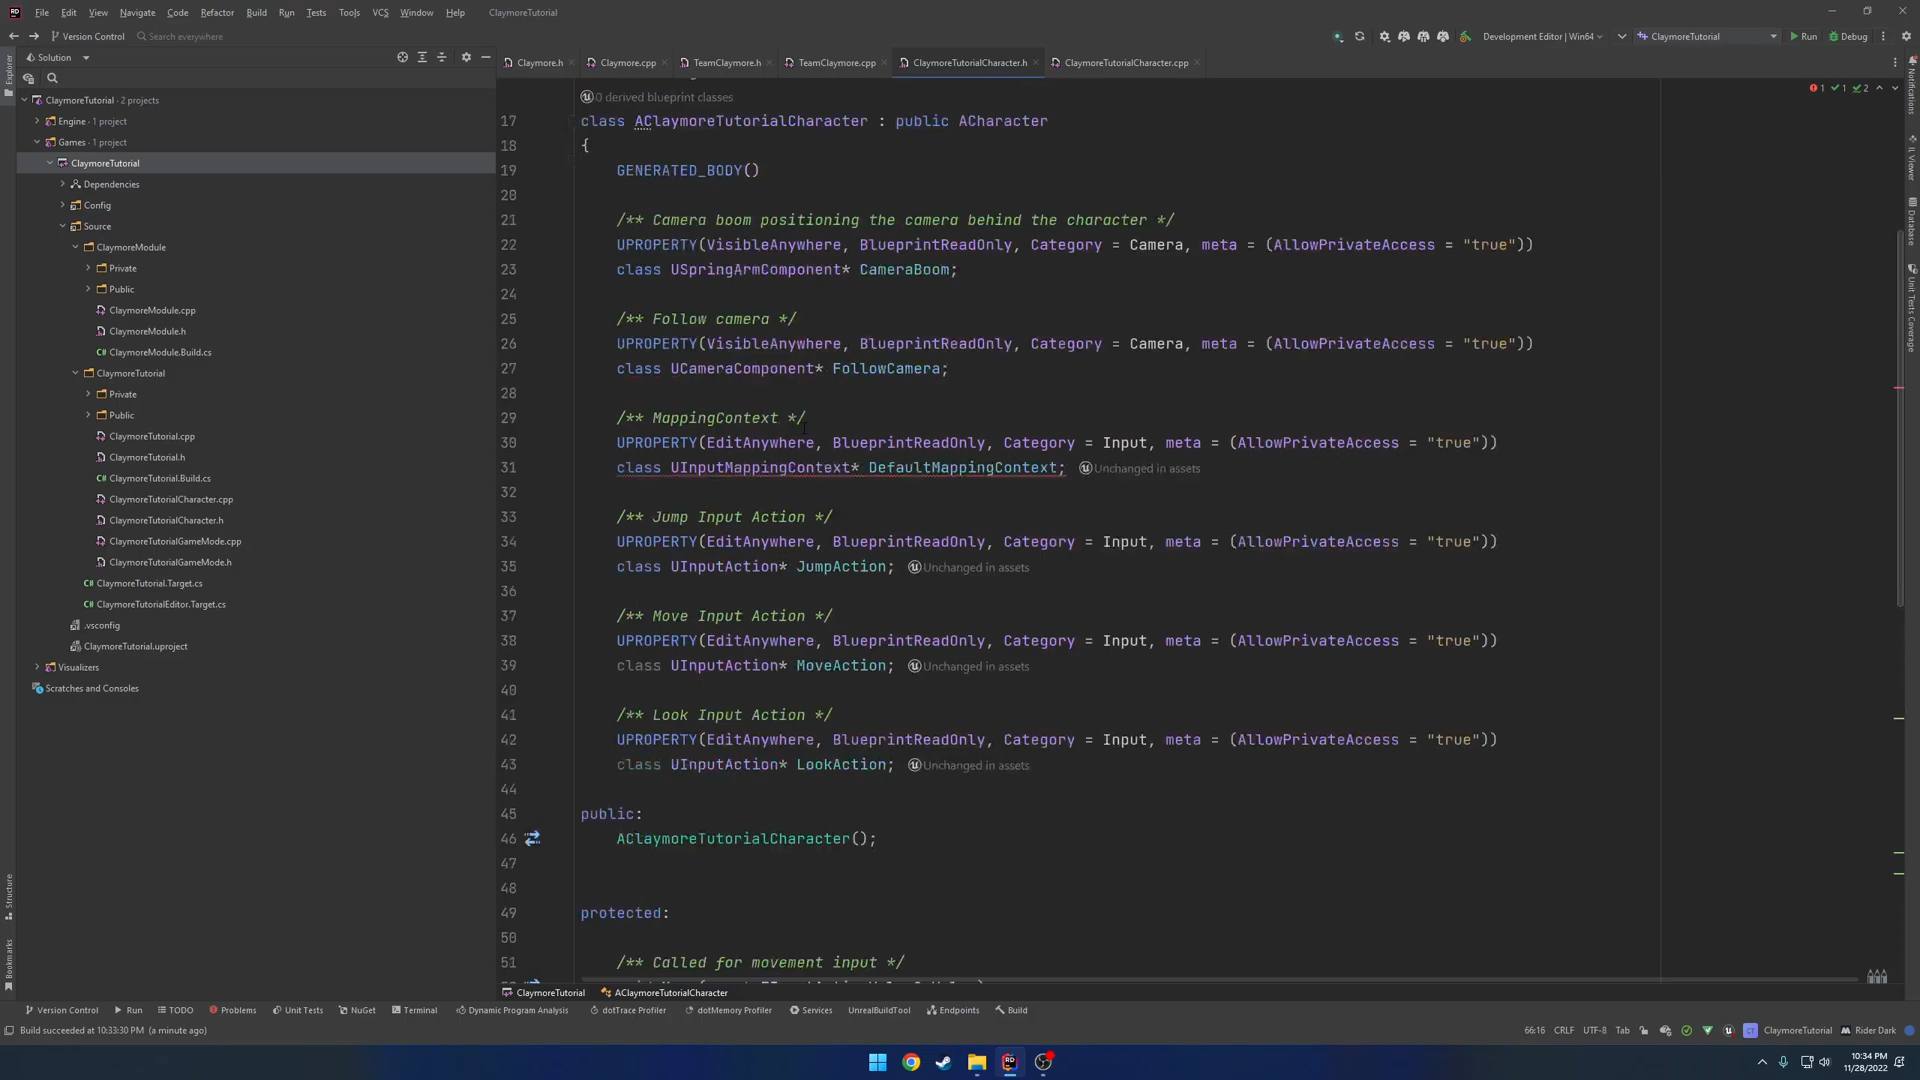 File Edit View Navigate Code Refactor Build Run Tests Tools VCS Window Help ClaymoreTutorial
Version Control Search everywhere Development Editor | Win64 ClaymoreTutorial Run Debug
Solution
Claymore.h Claymore.cpp TeamClaymore.h TeamClaymore.cpp ClaymoreTutorialCharacter.h ClaymoreTutorialCharacter.cpp
Explorer
ClaymoreTutorial · 2 projects
Engine · 1 project
Games · 1 project
ClaymoreTutorial
Dependencies
Config
Source
ClaymoreModule
Private
Public
ClaymoreModule.cpp
ClaymoreModule.h
C# ClaymoreModule.Build.cs
ClaymoreTutorial
Private
Public
ClaymoreTutorial.cpp
ClaymoreTutorial.h
C# ClaymoreTutorial.Build.cs
ClaymoreTutorialCharacter.cpp
ClaymoreTutorialCharacter.h
ClaymoreTutorialGameMode.cpp
ClaymoreTutorialGameMode.h
C# ClaymoreTutorial.Target.cs
C# ClaymoreTutorialEditor.Target.cs
.vsconfig
ClaymoreTutorial.uproject
Visualizers
Scratches and Consoles
Structure
Bookmarks
0 derived blueprint classes
1 1 2
17 class AClaymoreTutorialCharacter : public ACharacter
18 {
19 GENERATED_BODY()
20
21 /** Camera boom positioning the camera behind the character */
22 UPROPERTY(VisibleAnywhere, BlueprintReadOnly, Category = Camera, meta = (AllowPrivateAccess = "true"))
23 class USpringArmComponent* CameraBoom;
24
25 /** Follow camera */
26 UPROPERTY(VisibleAnywhere, BlueprintReadOnly, Category = Camera, meta = (AllowPrivateAccess = "true"))
27 class UCameraComponent* FollowCamera;
28
29 /** MappingContext */
30 UPROPERTY(EditAnywhere, BlueprintReadOnly, Category = Input, meta = (AllowPrivateAccess = "true"))
31 class UInputMappingContext* DefaultMappingContext; Unchanged in assets
32
33 /** Jump Input Action */
34 UPROPERTY(EditAnywhere, BlueprintReadOnly, Category = Input, meta = (AllowPrivateAccess = "true"))
35 class UInputAction* JumpAction; Unchanged in assets
36
37 /** Move Input Action */
38 UPROPERTY(EditAnywhere, BlueprintReadOnly, Category = Input, meta = (AllowPrivateAccess = "true"))
39 class UInputAction* MoveAction; Unchanged in assets
40
41 /** Look Input Action */
42 UPROPERTY(EditAnywhere, BlueprintReadOnly, Category = Input, meta = (AllowPrivateAccess = "true"))
43 class UInputAction* LookAction; Unchanged in assets
44
45 public:
46 AClaymoreTutorialCharacter();
47
48
49 protected:
50
51 /** Called for movement input */
Notifications
IL Viewer
Database
Unit Tests Coverage
ClaymoreTutorial AClaymoreTutorialCharacter
Version Control Run TODO Problems Unit Tests NuGet Terminal Dynamic Program Analysis dotTrace Profiler dotMemory Profiler Services UnrealBuildTool Endpoints Build
Build succeeded at 10:33:30 PM (a minute ago) 66:16 CRLF UTF-8 Tab CT ClaymoreTutorial Rider Dark
10:34 PM
11/28/2022